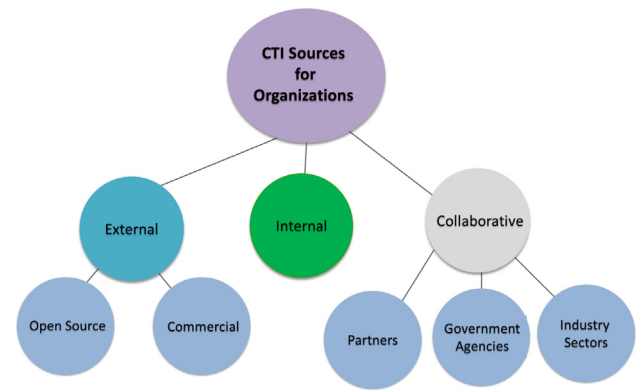 CTI Sources
for
Organizations
External
Internal
Collaborative
Open Source
Commercial
Partners
Government
Agencies
Industry
Sectors